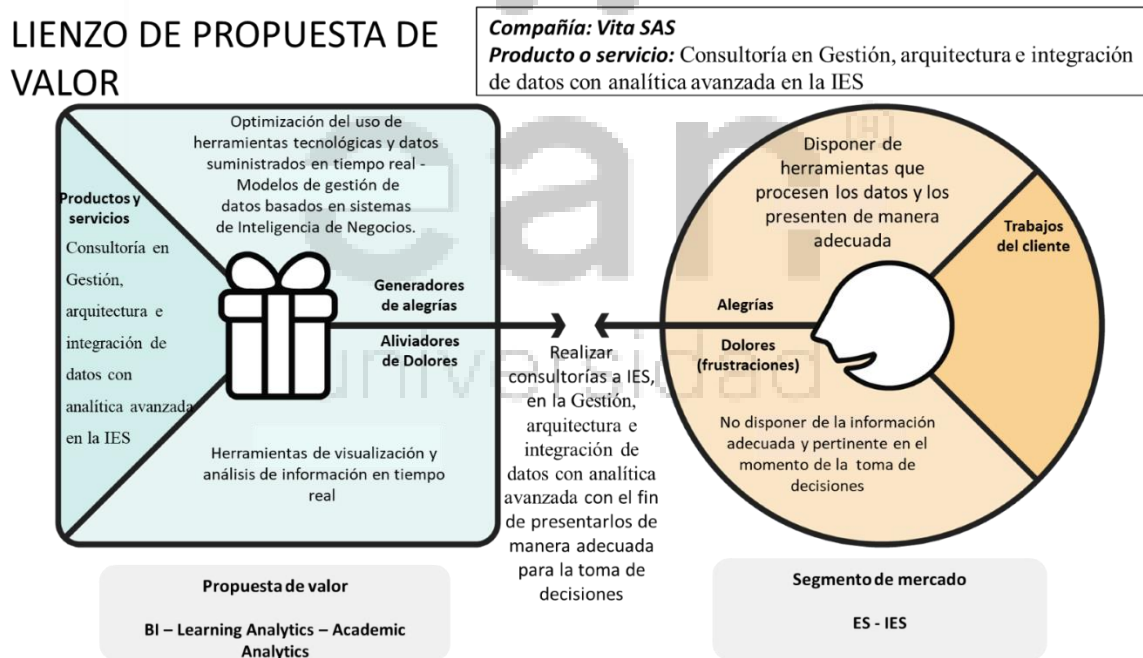 LIENZO DE PROPUESTA DE
VALOR
Compañía: Vita SAS
Producto o servicio: Consultoría en Gestión, arquitectura e integración
de datos con analítica avanzada en la IES
Optimización del uso de
herramientas tecnológicas y datos
suministrados en tiempo real -
Modelos de gestión de
datos basados en sistemas
de Inteligencia de Negocios.
Productos y
servicios
Consultoría en
Gestión,
arquitectura e
integración de
datos con
analítica avanzada
en la IES
Generadores
de alegrías
Aliviadores
de Dolores
Herramientas de visualización y
análisis de información en tiempo
real
Realizar
consultorías a IES,
en la Gestión,
arquitectura e
integración de
datos con analítica
avanzada con el fin
de presentarlos de
manera adecuada
para la toma de
decisiones
Disponer de
herramientas que
procesen los datos y los
presenten de manera
adecuada
Trabajos
del cliente
Alegrías
Dolores
(frustraciones)
No disponer de la información
adecuada y pertinente en el
momento de la toma de
decisiones
Propuesta de valor
BI – Learning Analytics – Academic
Analytics
Segmento de mercado
ES - IES
ean
universidad